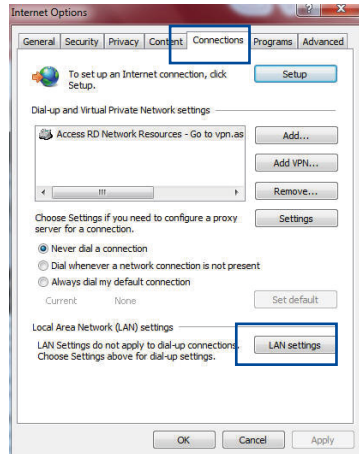 Internet Options
General Security Privacy Content Connections Programs Advanced
To set up an Internet connection, click
Setup.
Setup
Dial-up and Virtual Private Network settings
Access RD Network Resources - Go to vpn.as
Add...
Add VPN...
Remove...
Choose Settings if you need to configure a proxy
server for a connection.
Settings
Never dial a connection
Dial whenever a network connection is not present
Always dial my default connection
Current None
Set default
Local Area Network (LAN) settings
LAN Settings do not apply to dial-up connections.
Choose Settings above for dial-up settings.
LAN settings
OK Cancel Apply